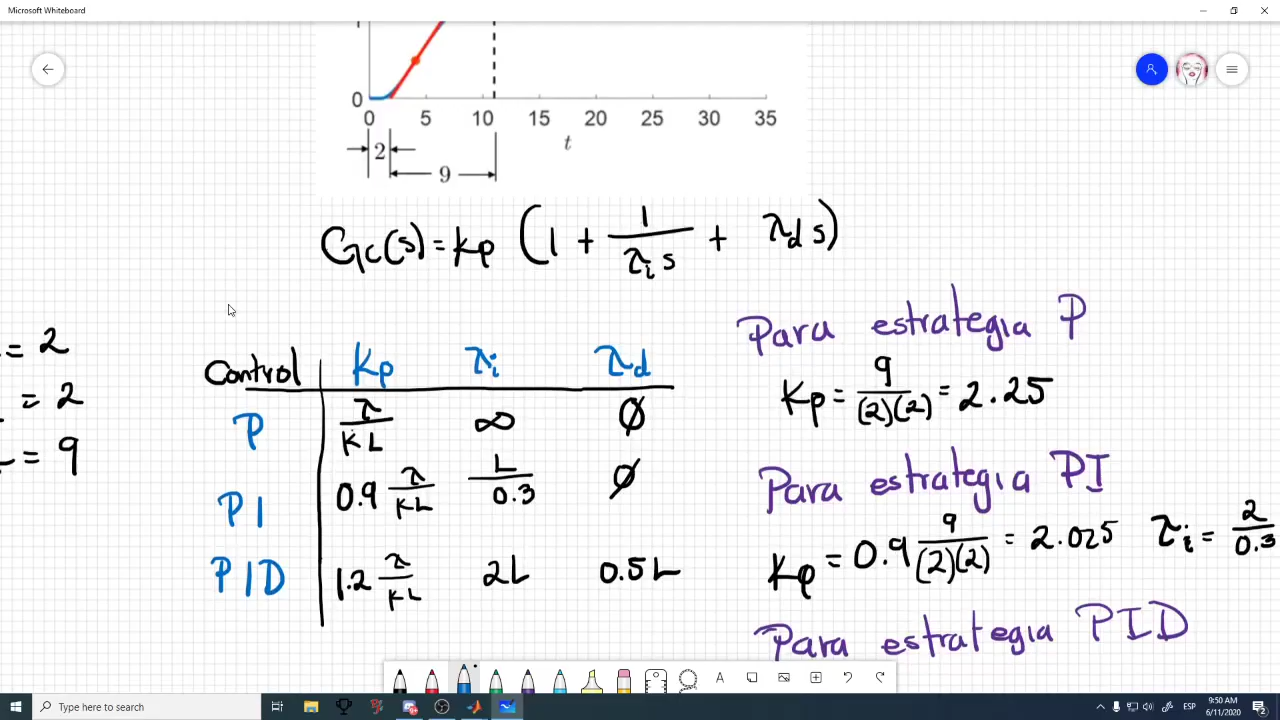 Microsoft Whiteboard
1
0
0 5 10 15 20 25 30 35
t
2
9
Gc(s) = Kp (1 + 1/τi s + τd s)
= 2
= 2
= 9
Control Kp τi τd
P τ/KL ∞ Ø
PI 0.9 τ/KL L/0.3 Ø
PID 1.2 τ/KL 2L 0.5L
Para estrategia P
Kp = 9/(2)(2) = 2.25
Para estrategia PI
Kp = 0.9 9/(2)(2) = 2.025 τi = 2/0.3
Para estrategia PID
A
Type here to search
ESP
9:50 AM
6/11/2020
2